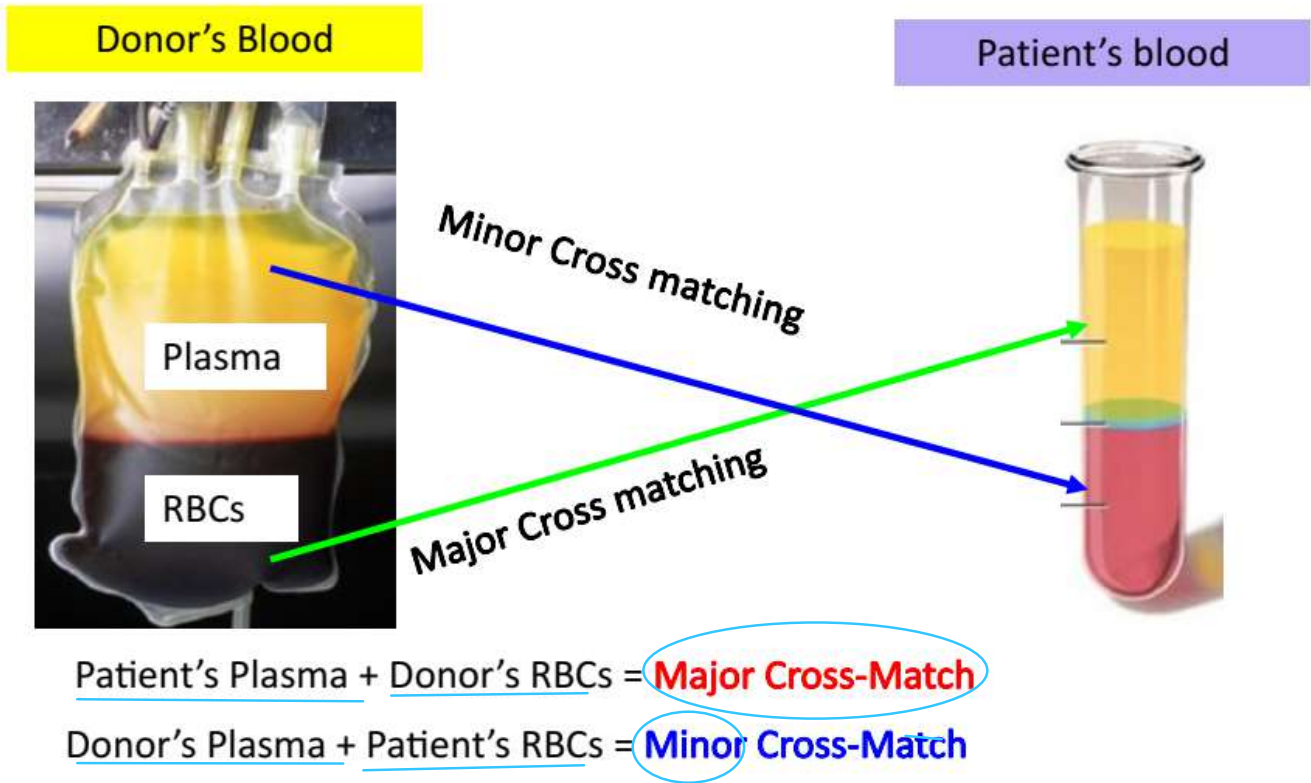 Donor's Blood
Patient's blood
Minor Cross matching
Plasma
RBCs
Major Cross matching
Patient's Plasma + Donor's RBCs = Major Cross-Match
Donor's Plasma + Patient's RBCs = Minor Cross-Match